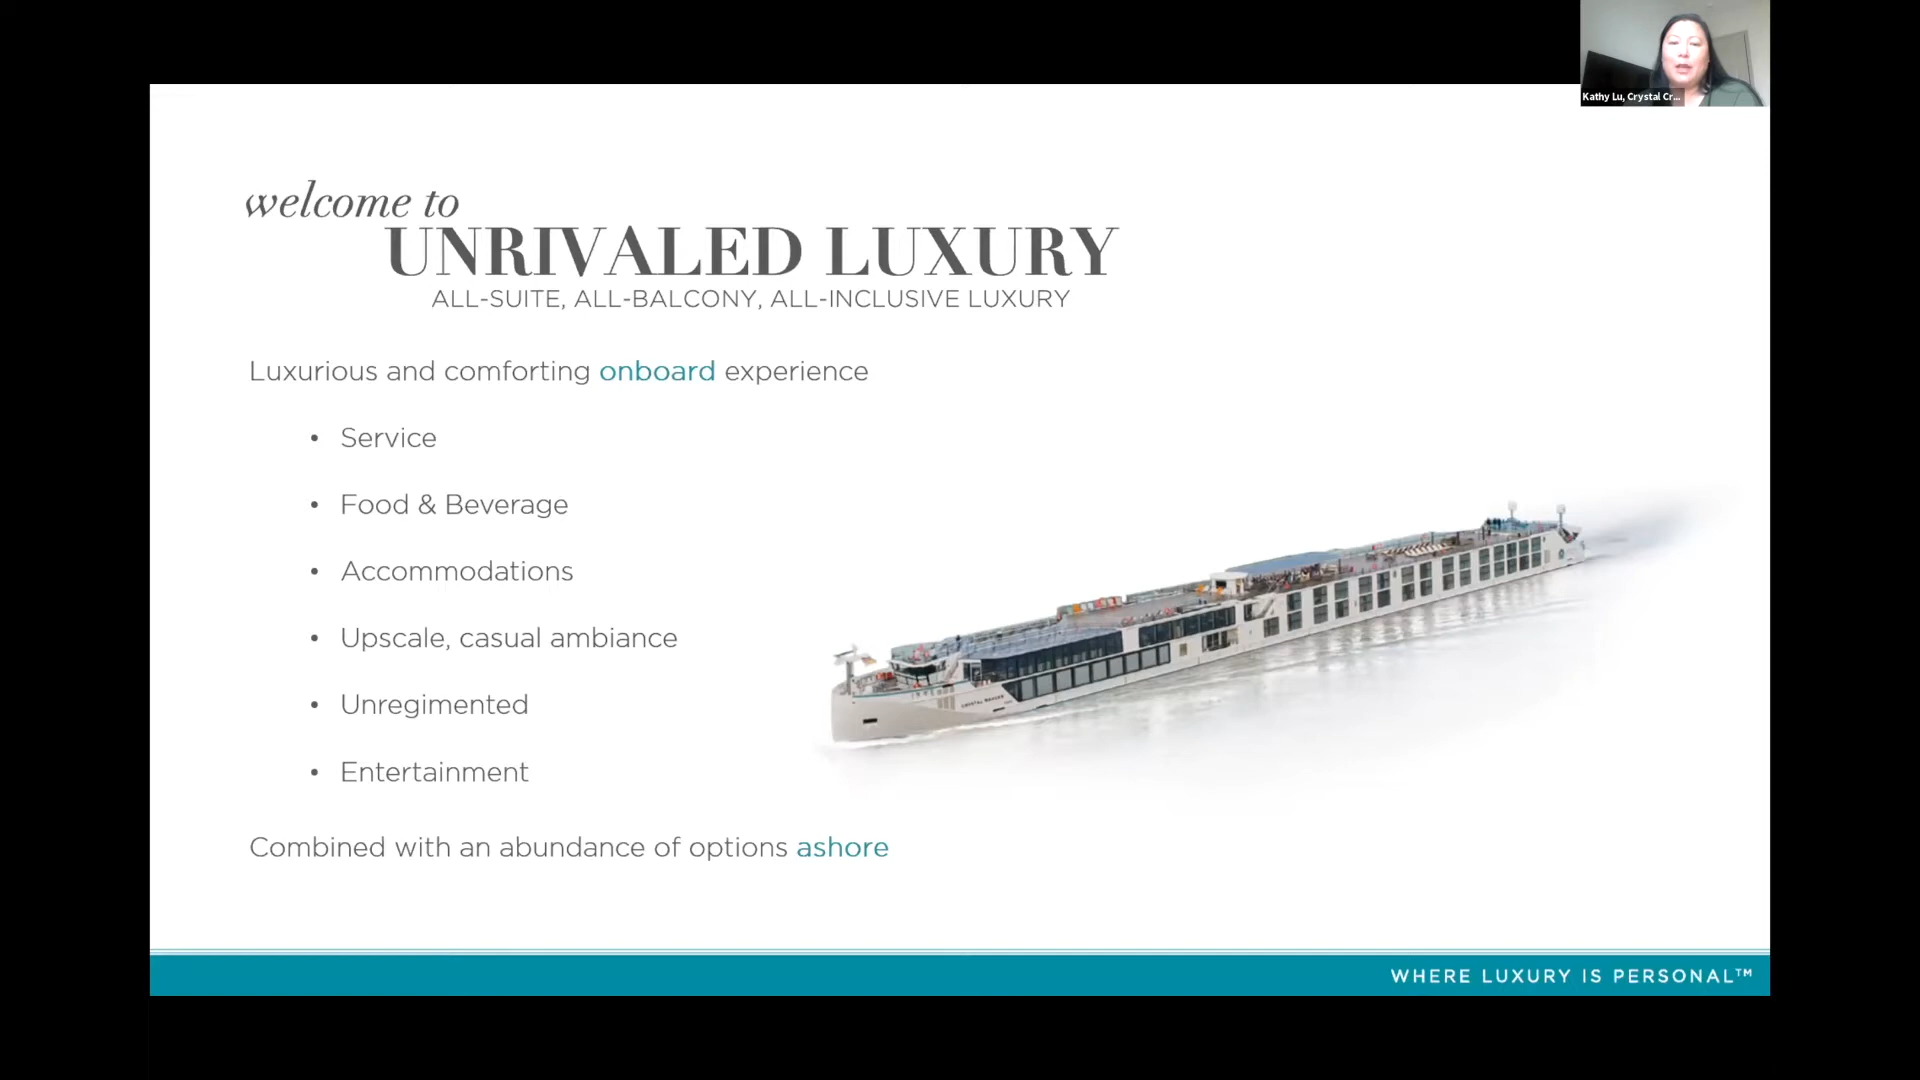 Kathy Lu, Crystal Cr...
welcome to
UNRIVALED LUXURY
ALL-SUITE, ALL-BALCONY, ALL-INCLUSIVE LUXURY
Luxurious and comforting onboard experience
• Service
• Food & Beverage
• Accommodations
• Upscale, casual ambiance
• Unregimented
• Entertainment
Combined with an abundance of options ashore
WHERE LUXURY IS PERSONAL™